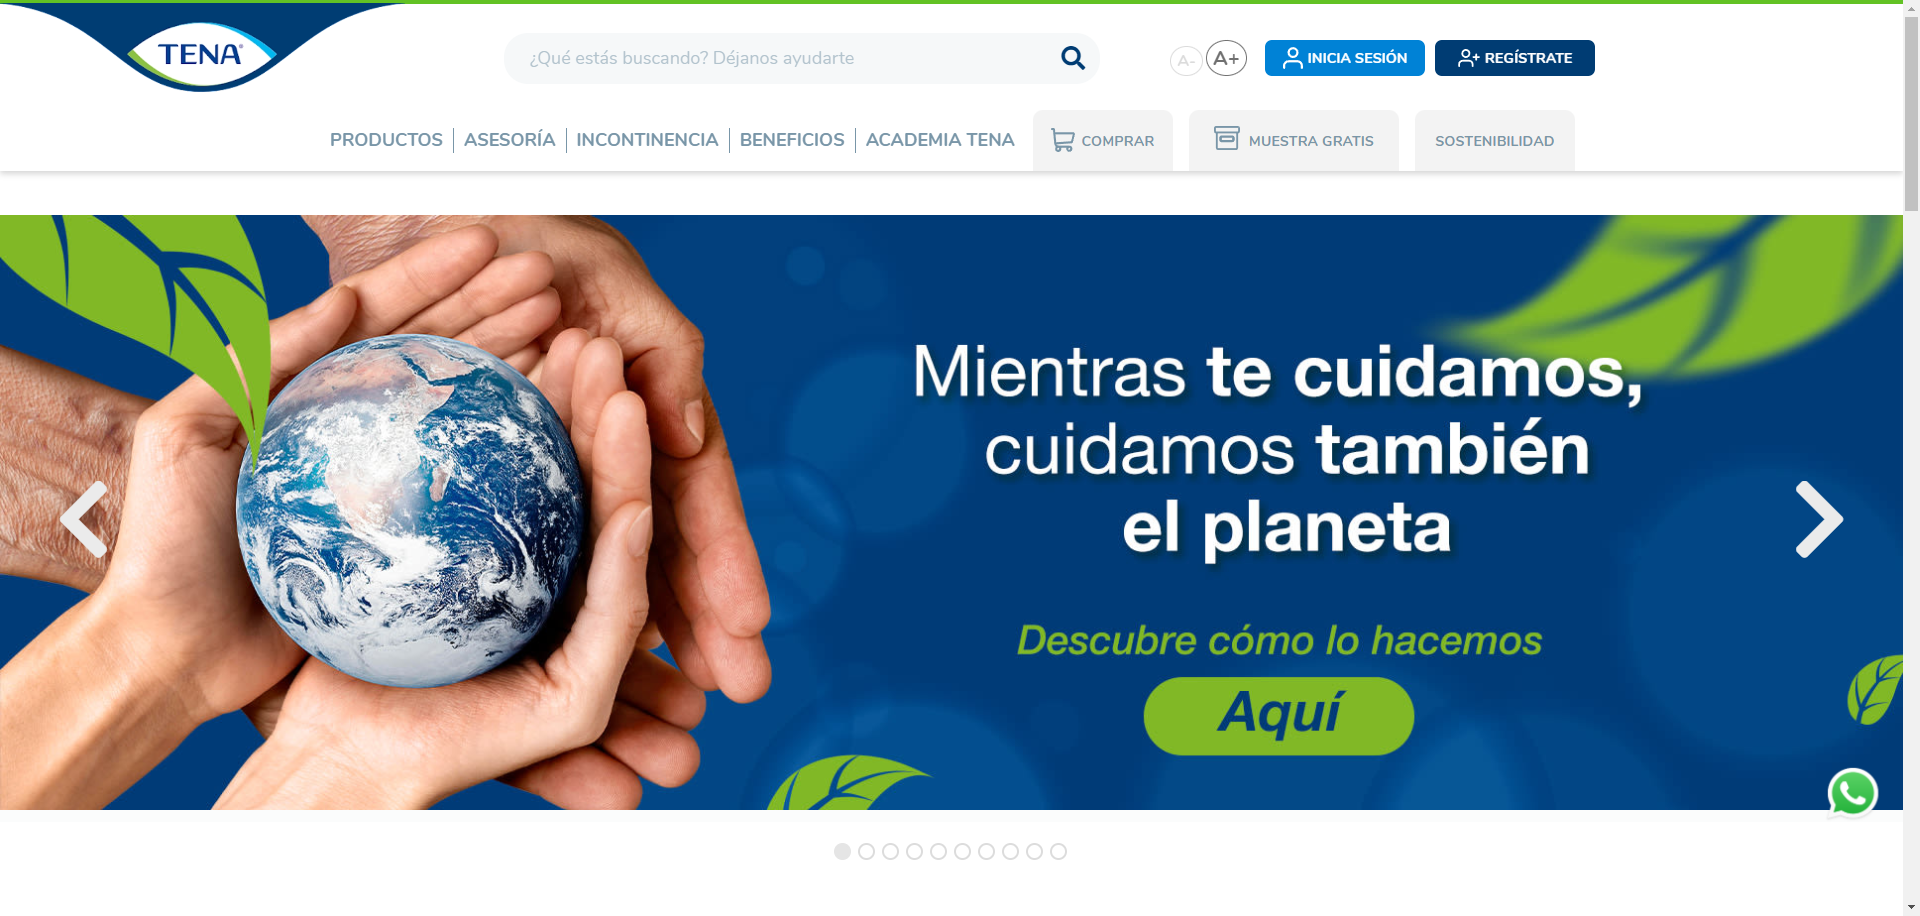 TENA®
¿Qué estás buscando? Déjanos ayudarte
A- A+
INICIA SESIÓN
REGÍSTRATE
PRODUCTOS
ASESORÍA
INCONTINENCIA
BENEFICIOS
ACADEMIA TENA
COMPRAR
MUESTRA GRATIS
SOSTENIBILIDAD
Mientras te cuidamos,
cuidamos también
el planeta
Descubre cómo lo hacemos
Aquí